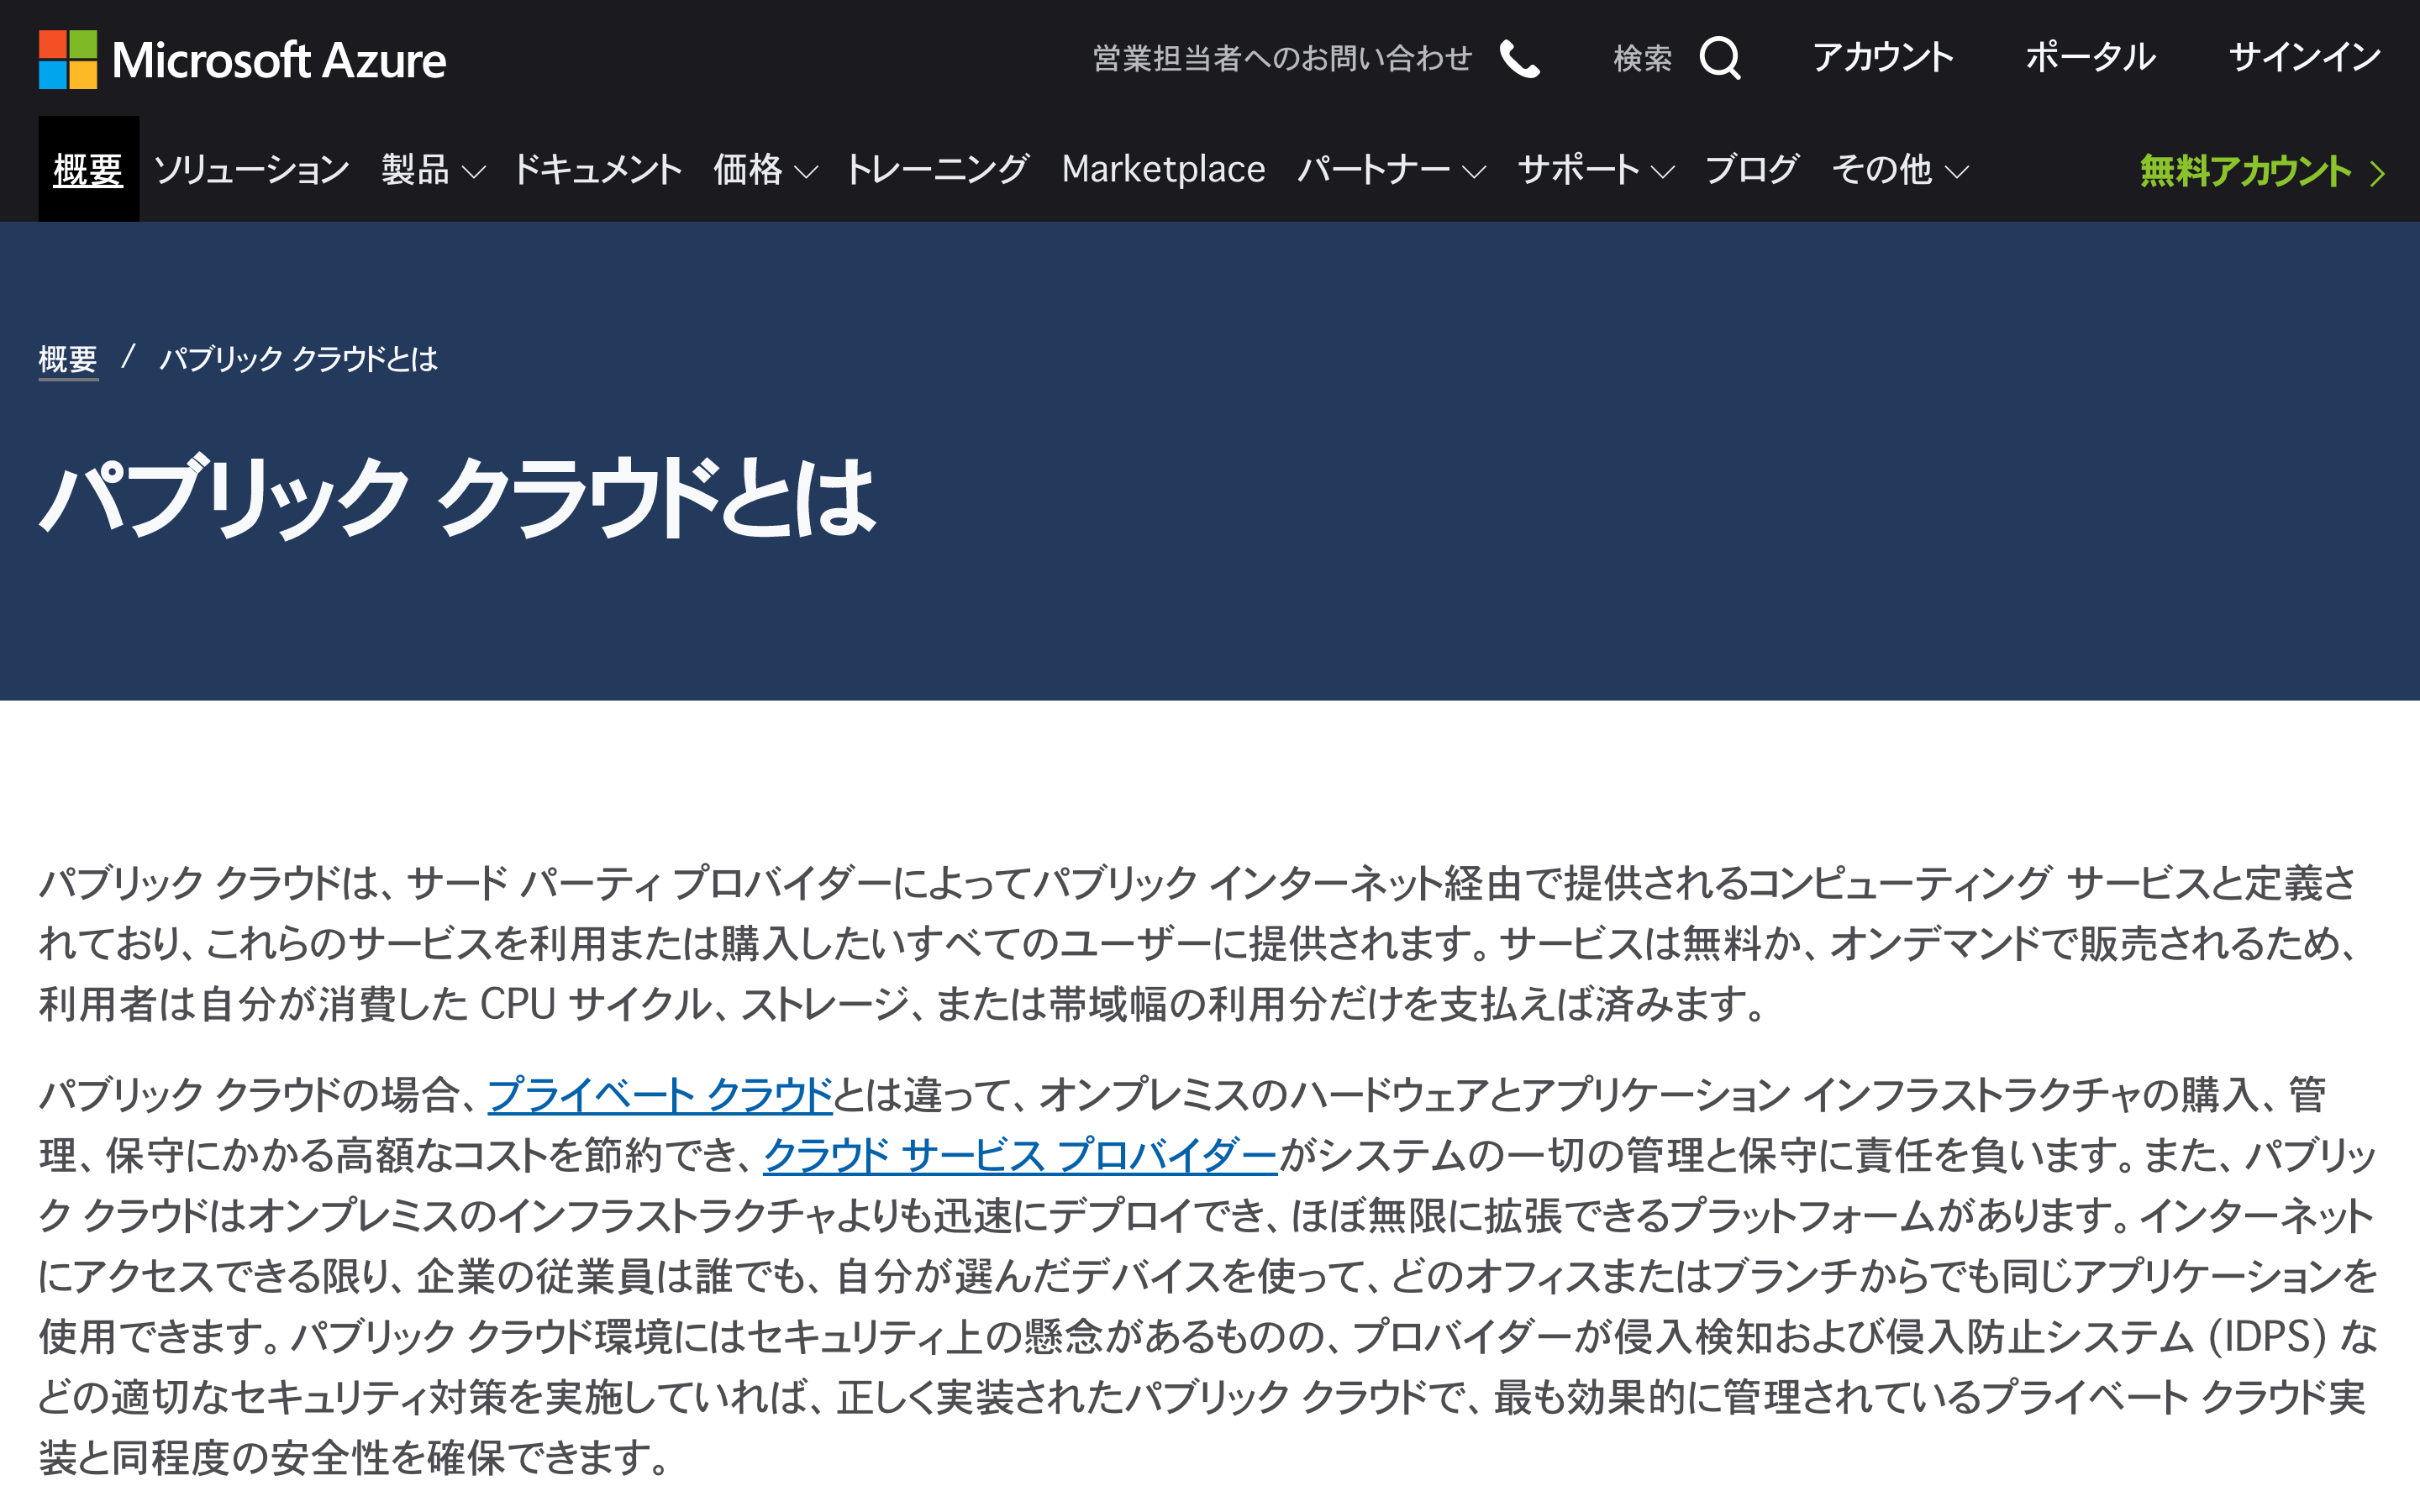 Microsoft Azure
営業担当者へのお問い合わせ 検索 アカウント ポータル サインイン
概要 ソリューション 製品 ドキュメント 価格 トレーニング Marketplace パートナー サポート ブログ その他 無料アカウント
概要 / パブリック クラウドとは
パブリック クラウドとは
パブリック クラウドは、サード パーティ プロバイダーによってパブリック インターネット経由で提供されるコンピューティング サービスと定義さ
れており、これらのサービスを利用または購入したいすべてのユーザーに提供されます。サービスは無料か、オンデマンドで販売されるため、
利用者は自分が消費した CPU サイクル、ストレージ、または帯域幅の利用分だけを支払えば済みます。
パブリック クラウドの場合、プライベート クラウドとは違って、オンプレミスのハードウェアとアプリケーション インフラストラクチャの購入、管
理、保守にかかる高額なコストを節約でき、クラウド サービス プロバイダーがシステムの一切の管理と保守に責任を負います。また、パブリッ
ク クラウドはオンプレミスのインフラストラクチャよりも迅速にデプロイでき、ほぼ無限に拡張できるプラットフォームがあります。インターネット
にアクセスできる限り、企業の従業員は誰でも、自分が選んだデバイスを使って、どのオフィスまたはブランチからでも同じアプリケーションを
使用できます。パブリック クラウド環境にはセキュリティ上の懸念があるものの、プロバイダーが侵入検知および侵入防止システム (IDPS) な
どの適切なセキュリティ対策を実施していれば、正しく実装されたパブリック クラウドで、最も効果的に管理されているプライベート クラウド実
装と同程度の安全性を確保できます。